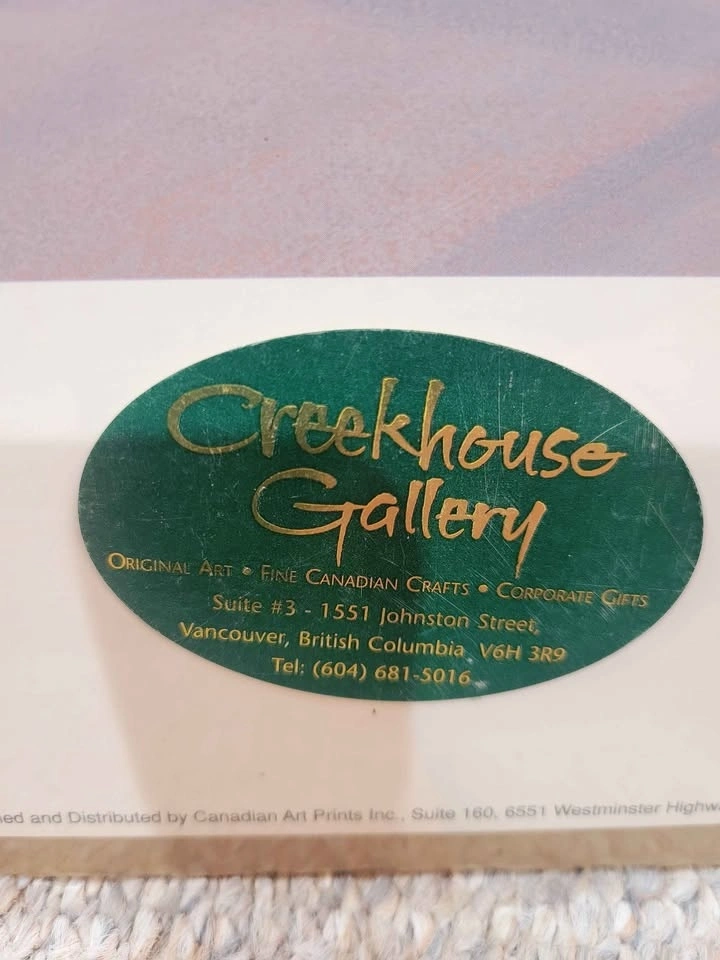 Creekhouse
Gallery
ORIGINAL ART • FINE CANADIAN CRAFTS • CORPORATE GIFTS
Suite #3 - 1551 Johnston Street,
Vancouver, British Columbia V6H 3R9
Tel: (604) 681-5016
and Distributed by Canadian Art Prints Inc., Suite 160, 6551 Westminster